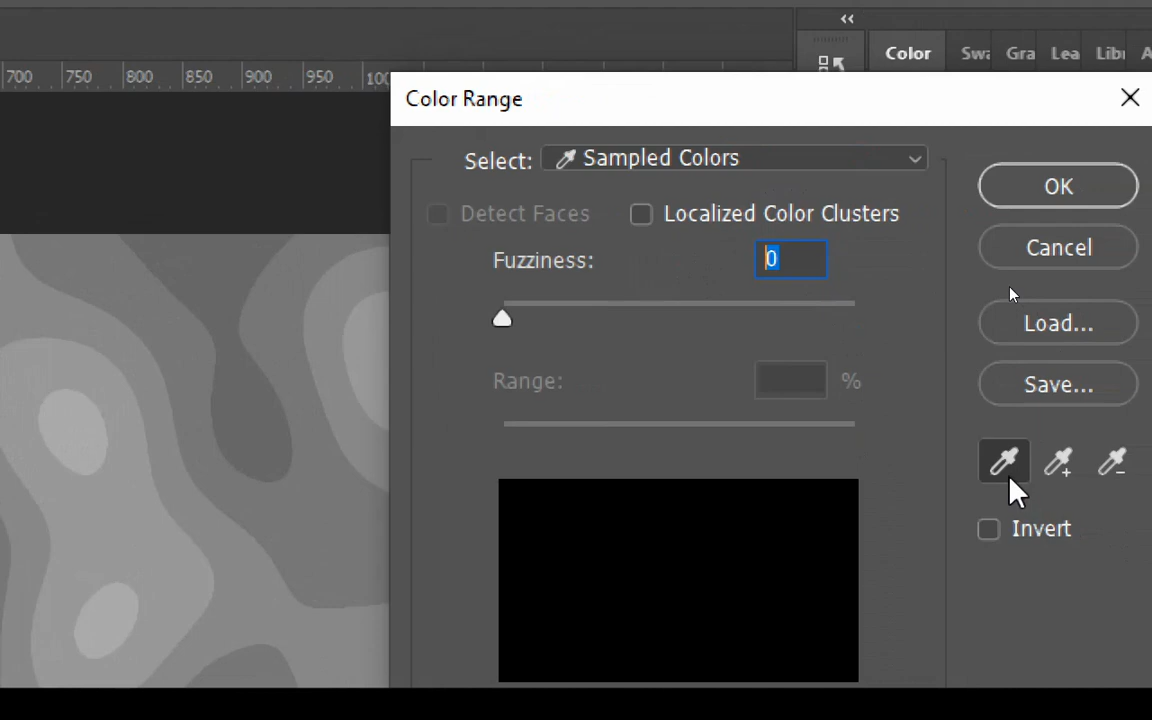 Color Swa Gra Lea Libr A
700 750 800 850 900 950 100
Color Range
Select: Sampled Colors
OK
Detect Faces Localized Color Clusters
Fuzziness: 0
Cancel
Load...
Range: %
Save...
Invert